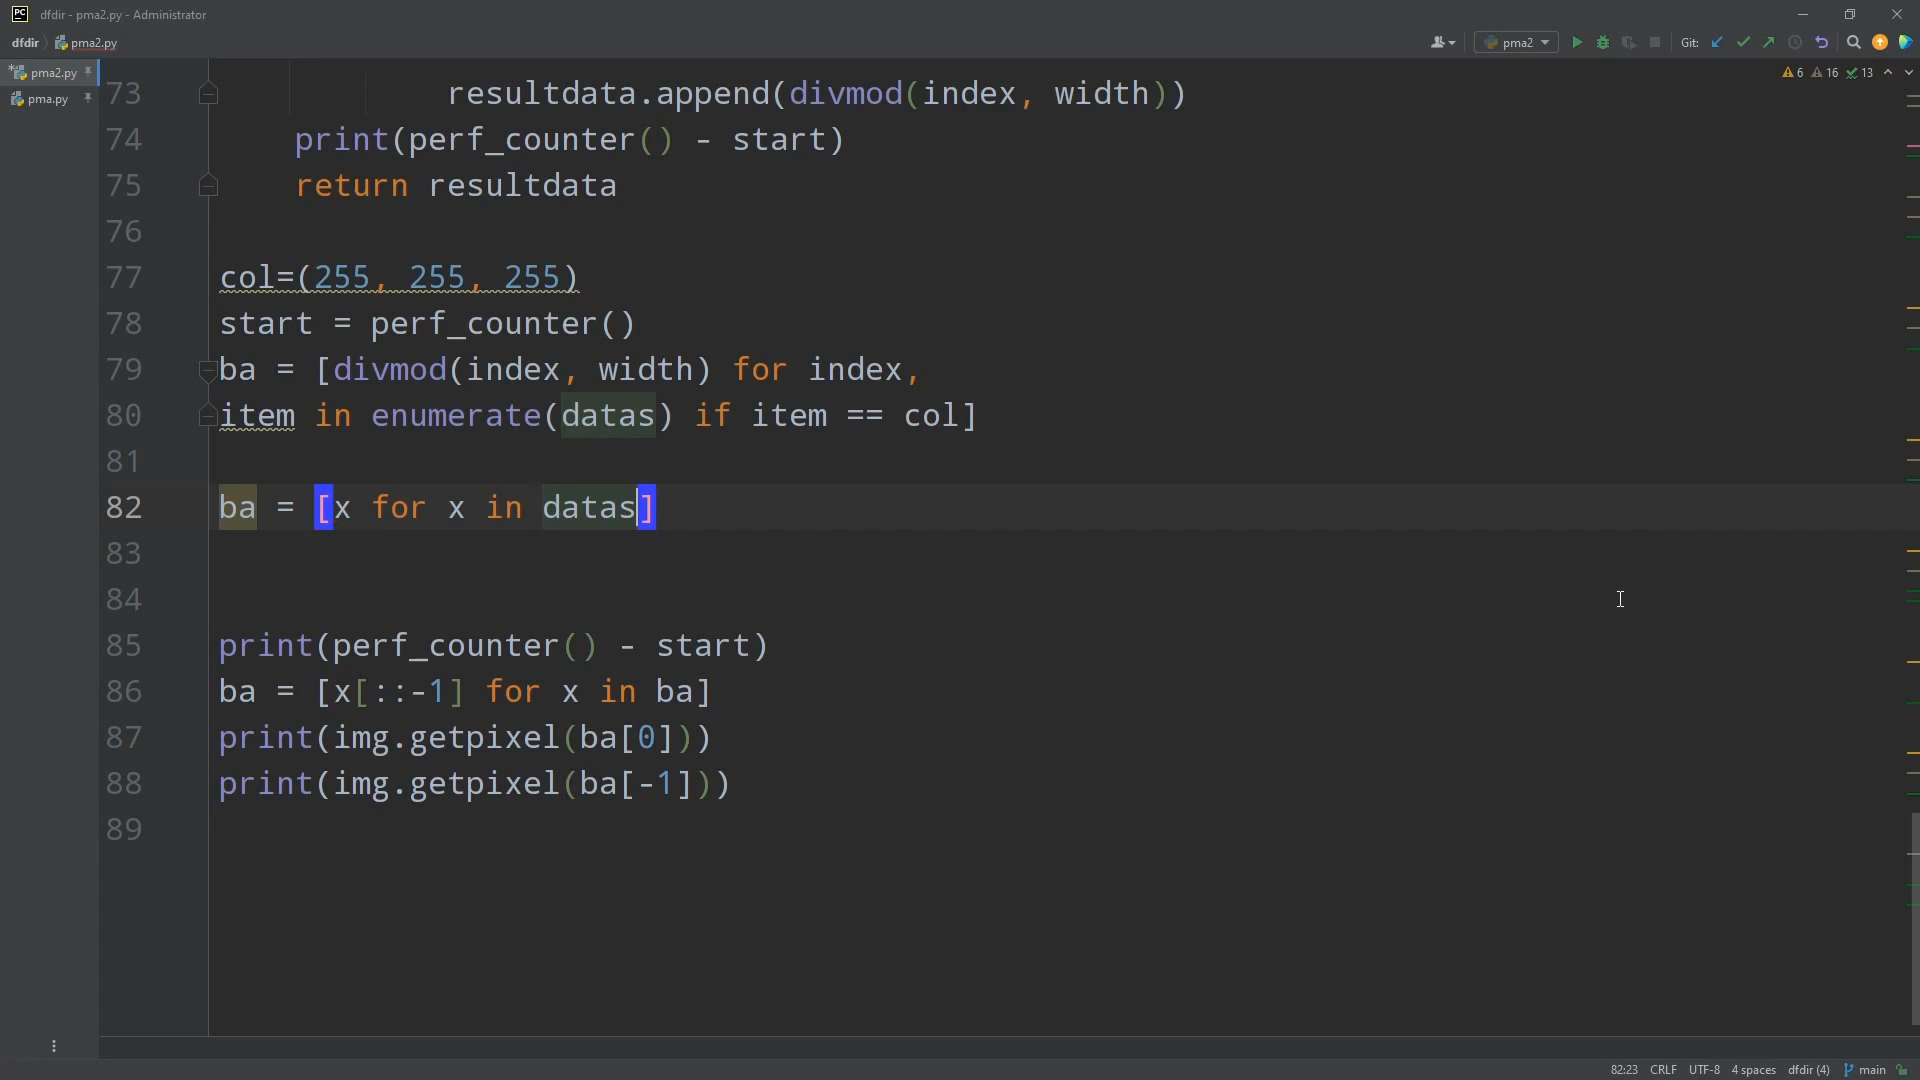 dfdir - pma2.py - Administrator
dfdir pma2.py
pma2 Git:
pma2.py
pma.py
6 16 13
73 resultdata.append(divmod(index, width))
74 print(perf_counter() - start)
75 return resultdata
76
77 col=(255, 255, 255)
78 start = perf_counter()
79 ba = [divmod(index, width) for index,
80 item in enumerate(datas) if item == col]
81
82 ba = [x for x in datas]
83
84
85 print(perf_counter() - start)
86 ba = [x[::-1] for x in ba]
87 print(img.getpixel(ba[0]))
88 print(img.getpixel(ba[-1]))
89
82:23 CRLF UTF-8 4 spaces dfdir (4) main